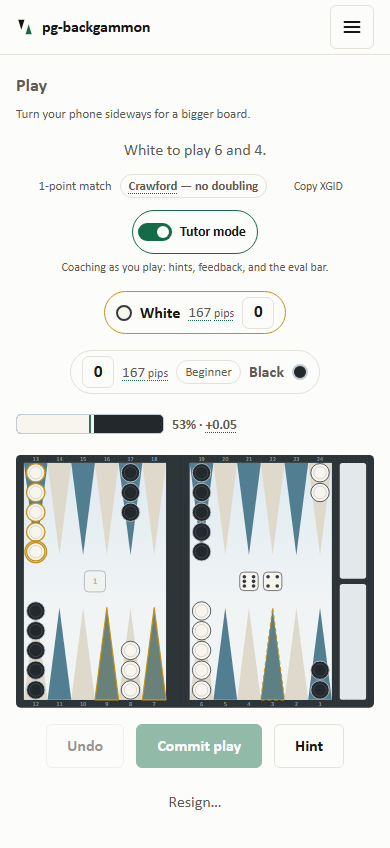 pg-backgammon
Play
Turn your phone sideways for a bigger board.
White to play 6 and 4.
1-point match Crawford — no doubling Copy XGID
Tutor mode
Coaching as you play: hints, feedback, and the eval bar.
White 167 pips 0
0 167 pips Beginner Black
53% · +0.05
13 14 15 16 17 18 19 20 21 22 23 24
1
12 11 10 9 8 7 6 5 4 3 2 1
Undo Commit play Hint
Resign...